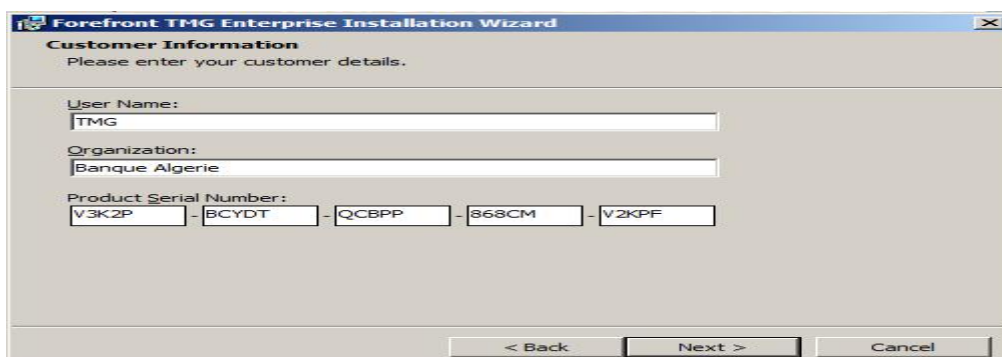 Forefront TMG Enterprise Installation Wizard
Customer Information
Please enter your customer details.
User Name:
TMG
Organization:
Banque Algerie
Product Serial Number:
V3K2P - BCYDT - QCBPP - 868CM - V2KPF
< Back Next > Cancel